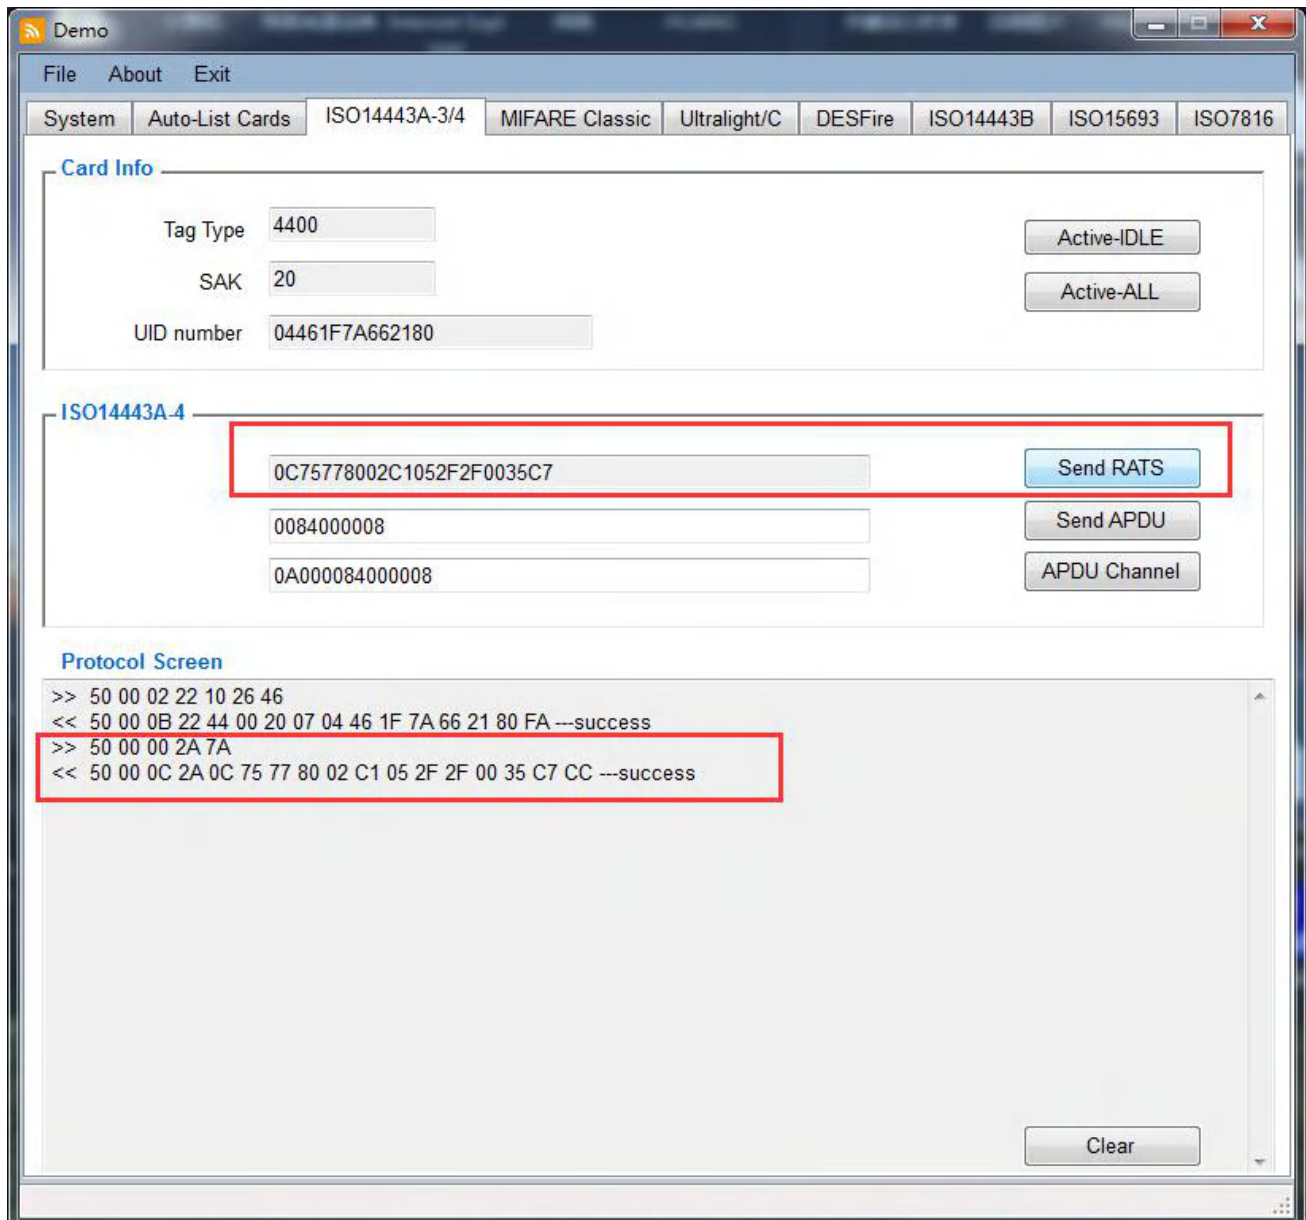 Demo
File About Exit
System Auto-List Cards ISO14443A-3/4 MIFARE Classic Ultralight/C DESFire ISO14443B ISO15693 ISO7816
Card Info
Tag Type 4400
Active-IDLE
SAK 20
Active-ALL
UID number 04461F7A662180
ISO14443A-4
0C75778002C1052F2F0035C7 Send RATS
0084000008 Send APDU
0A000084000008 APDU Channel
Protocol Screen
>> 50 00 02 22 10 26 46
<< 50 00 0B 22 44 00 20 07 04 46 1F 7A 66 21 80 FA ---success
>> 50 00 00 2A 7A
<< 50 00 0C 2A 0C 75 77 80 02 C1 05 2F 2F 00 35 C7 CC ---success
Clear